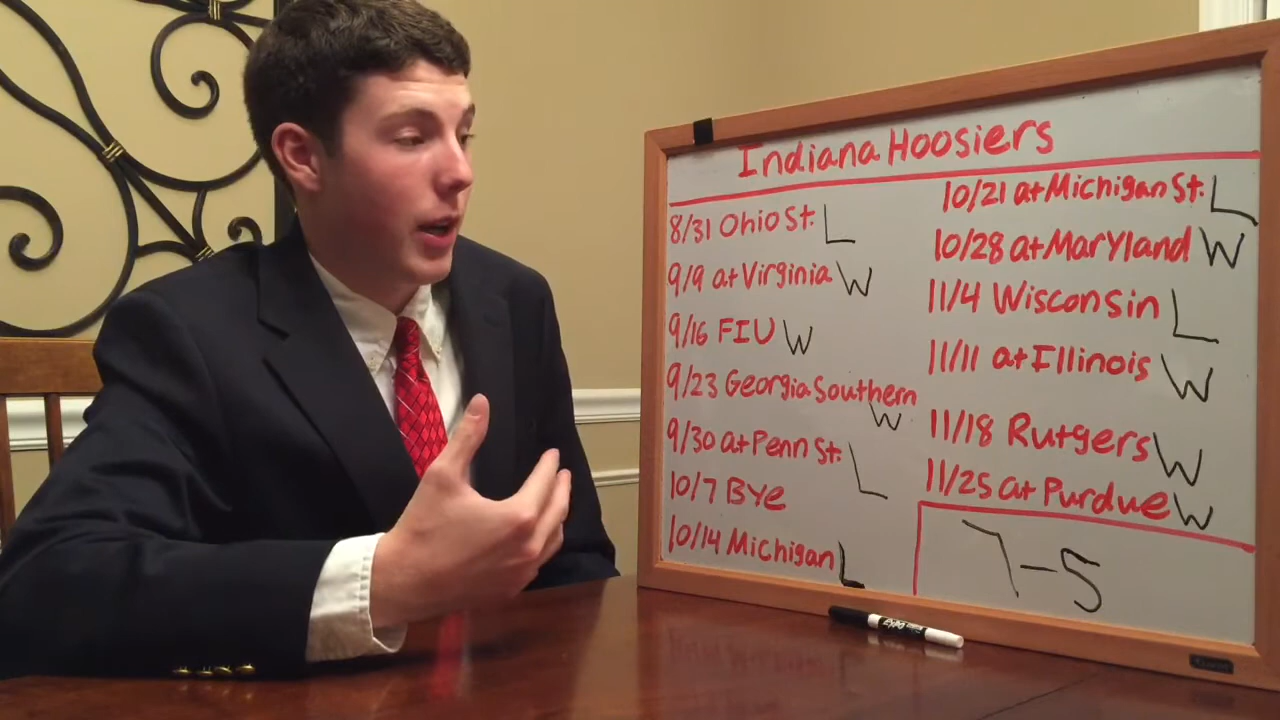 Indiana Hoosiers
8/31 Ohio St. L
9/9 at Virginia W
9/16 FIU W
9/23 Georgia Southern
W
9/30 at Penn St. L
10/7 Bye
10/14 Michigan L
10/21 at Michigan St. L
10/28 at Maryland W
11/4 Wisconsin L
11/11 at Illinois W
11/18 Rutgers W
11/25 at Purdue W
7-5